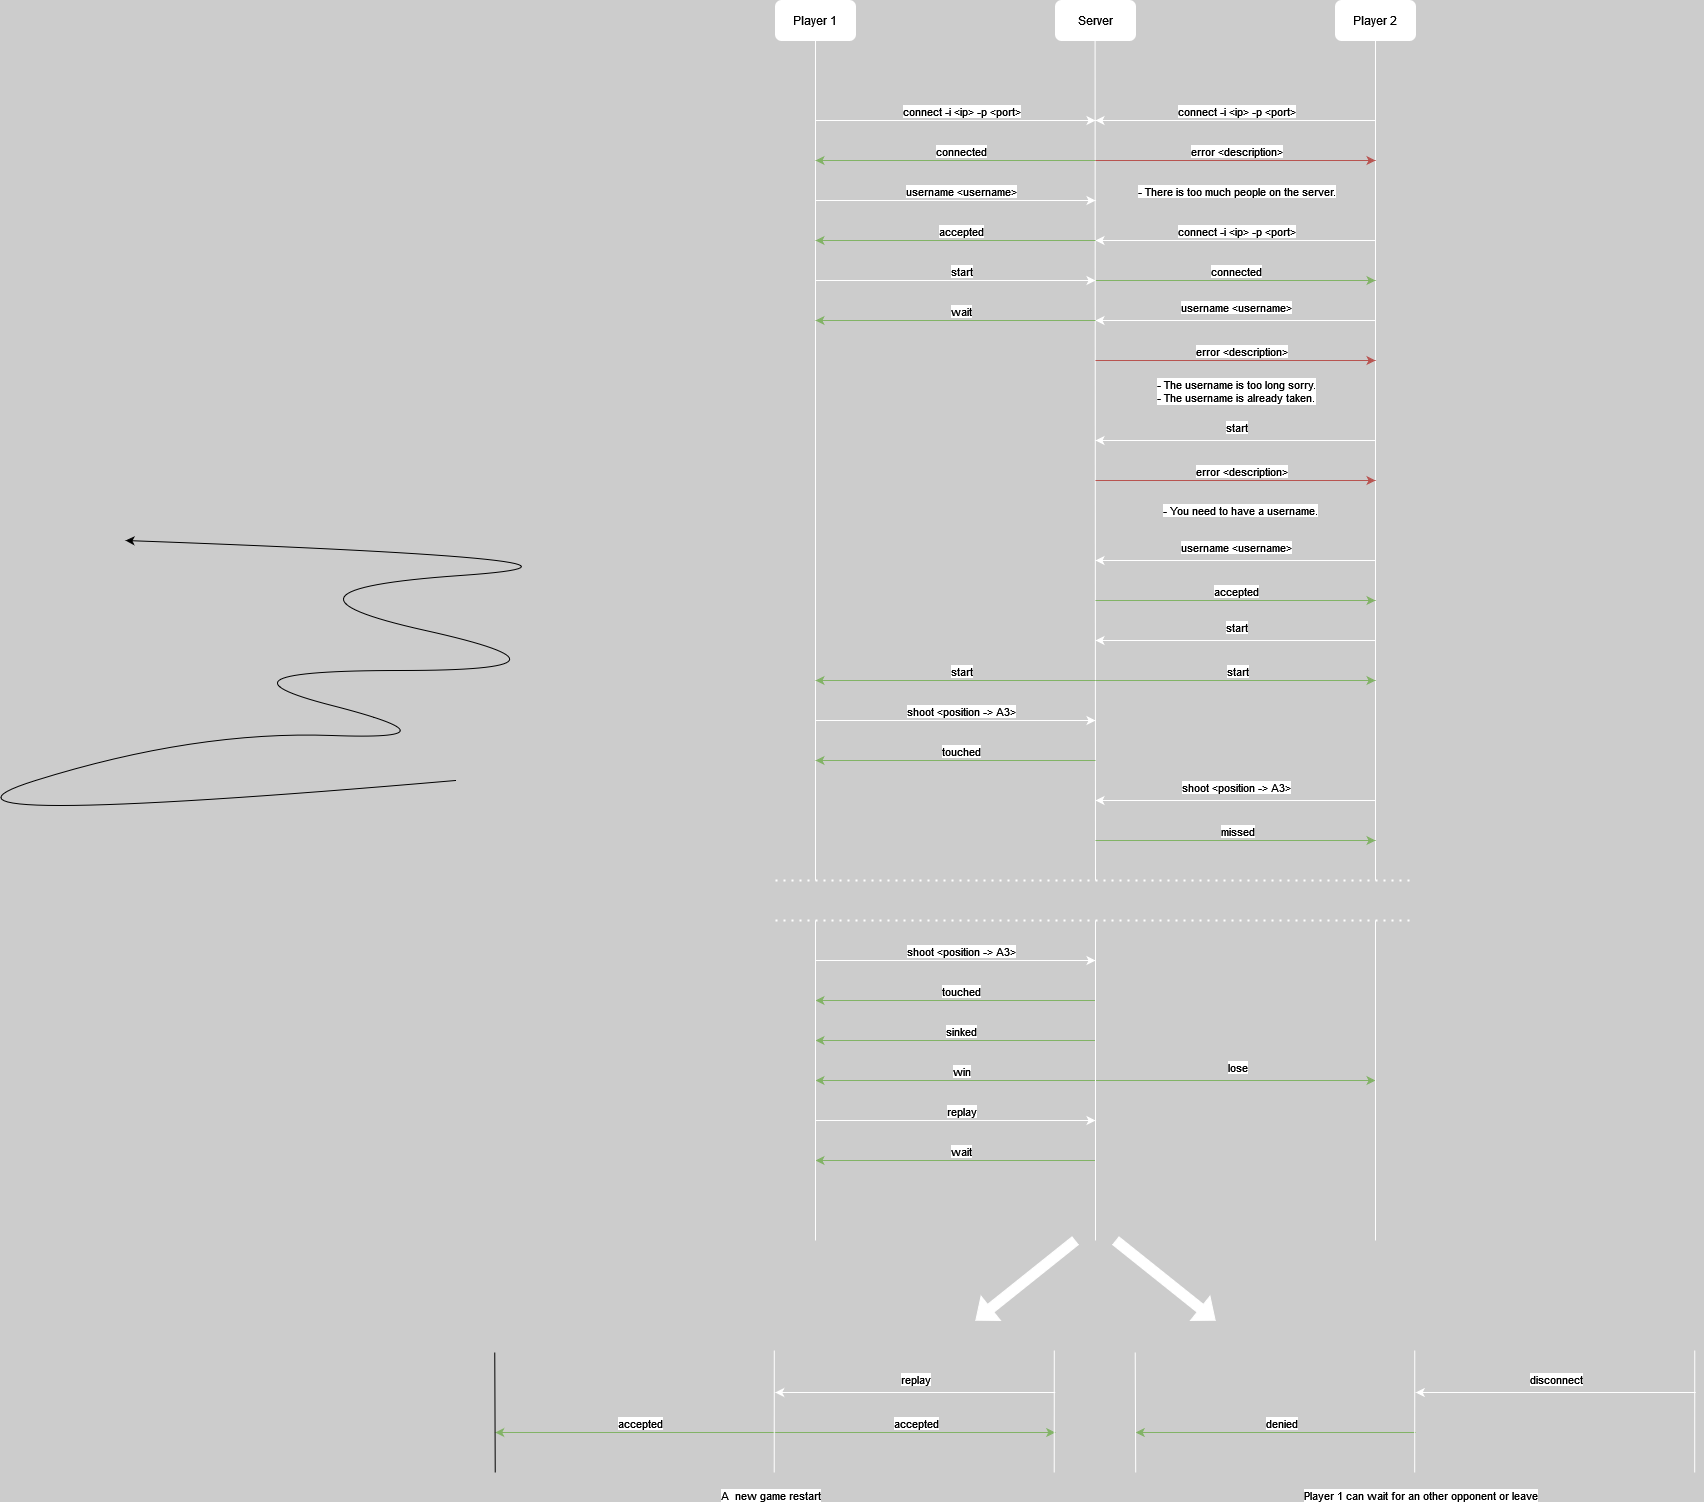 Player 1
Server
Player 2
connect -i <ip> -p <port>
connect -i <ip> -p <port>
connected
error <description>
username <username>
- There is too much people on the server.
accepted
connect -i <ip> -p <port>
start
connected
wait
username <username>
error <description>
- The username is too long sorry.
- The username is already taken.
start
error <description>
- You need to have a username.
username <username>
accepted
start
start
start
shoot <position -> A3>
touched
shoot <position -> A3>
missed
shoot <position -> A3>
touched
sinked
win
lose
replay
wait
replay
disconnect
accepted
accepted
denied
A  new game restart
Player 1 can wait for an other opponent or leave